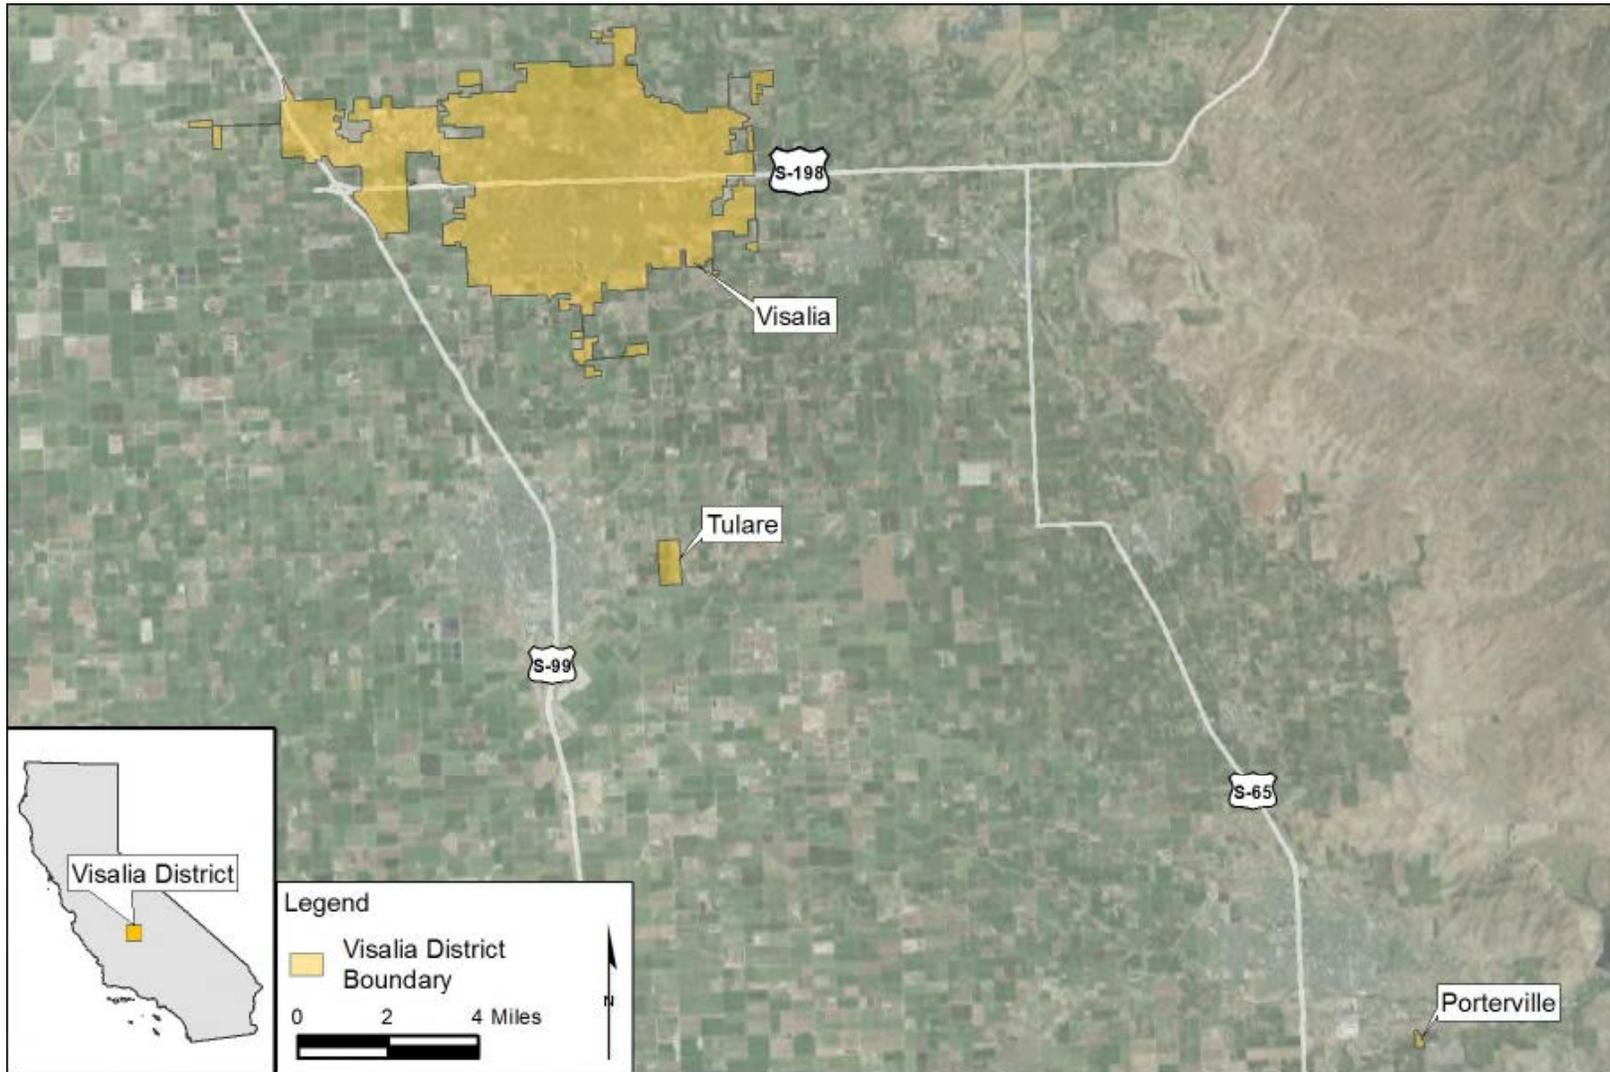 S-198
Visalia
Tulare
S-99
S-65
Visalia District
Legend
Visalia District
Boundary
0 2 4 Miles
N
Porterville